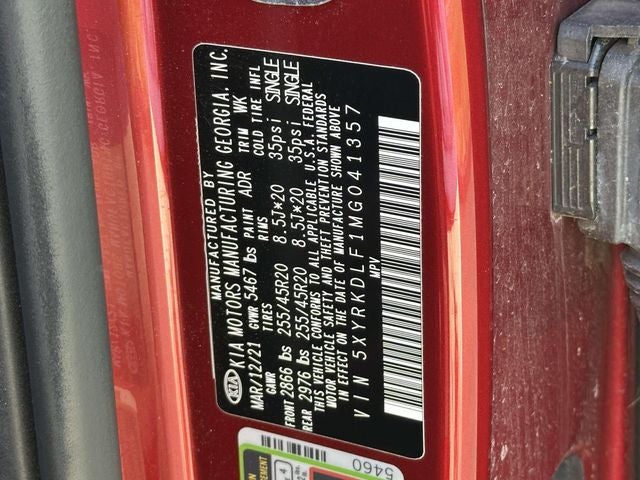 MANUFACTURED BY
KIA KIA MOTORS MANUFACTURING GEORGIA, INC.
MAR/12/21 GVWR 5467 lbs PAINT ADR TRIM WK
GAWR TIRES RIMS COLD TIRE INFL
FRONT 2866 lbs 255/45R20 8.5J*20 35psi SINGLE
REAR 2976 lbs 255/45R20 8.5J*20 35psi SINGLE
THIS VEHICLE CONFORMS TO ALL APPLICABLE U.S.A. FEDERAL
MOTOR VEHICLE SAFETY AND THEFT PREVENTION STANDARDS
IN EFFECT ON THE DATE OF MANUFACTURE SHOWN ABOVE
VIN 5XYRKDLF1MG041357
MPV
5460
4